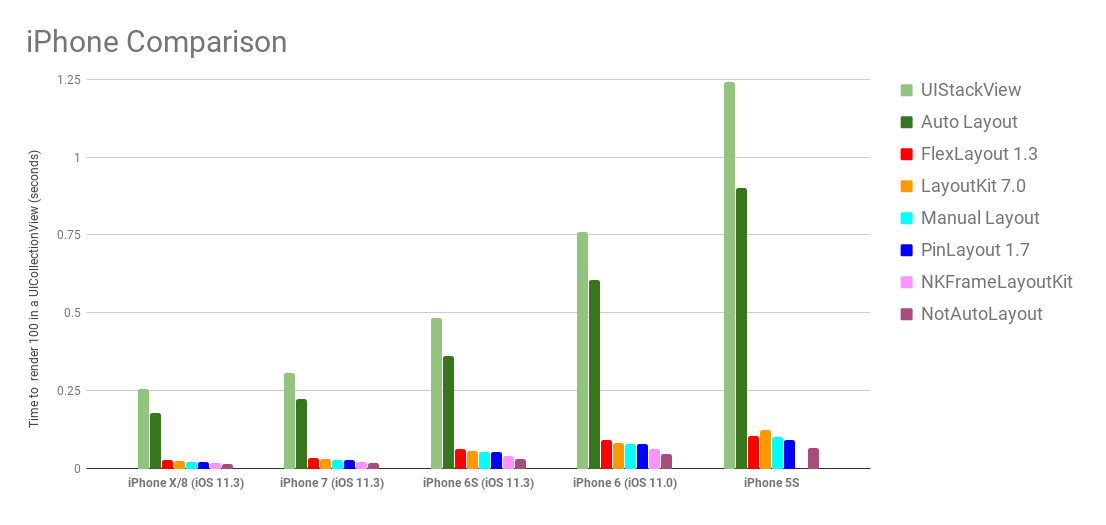 iPhone Comparison
Time to render 100 in a UICollectionView (seconds)
1.25
1
0.75
0.5
0.25
0
iPhone X/8 (iOS 11.3)
iPhone 7 (iOS 11.3)
iPhone 6S (iOS 11.3)
iPhone 6 (iOS 11.0)
iPhone 5S
UIStackView
Auto Layout
FlexLayout 1.3
LayoutKit 7.0
Manual Layout
PinLayout 1.7
NKFrameLayoutKit
NotAutoLayout